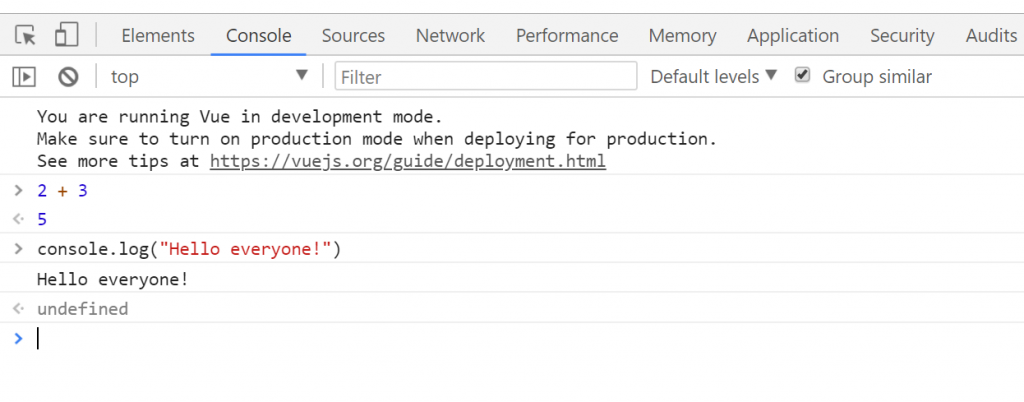 Elements Console Sources Network Performance Memory Application Security Audits
top Filter Default levels Group similar
You are running Vue in development mode.
Make sure to turn on production mode when deploying for production.
See more tips at https://vuejs.org/guide/deployment.html
> 2 + 3
5
> console.log("Hello everyone!")
Hello everyone!
undefined
>